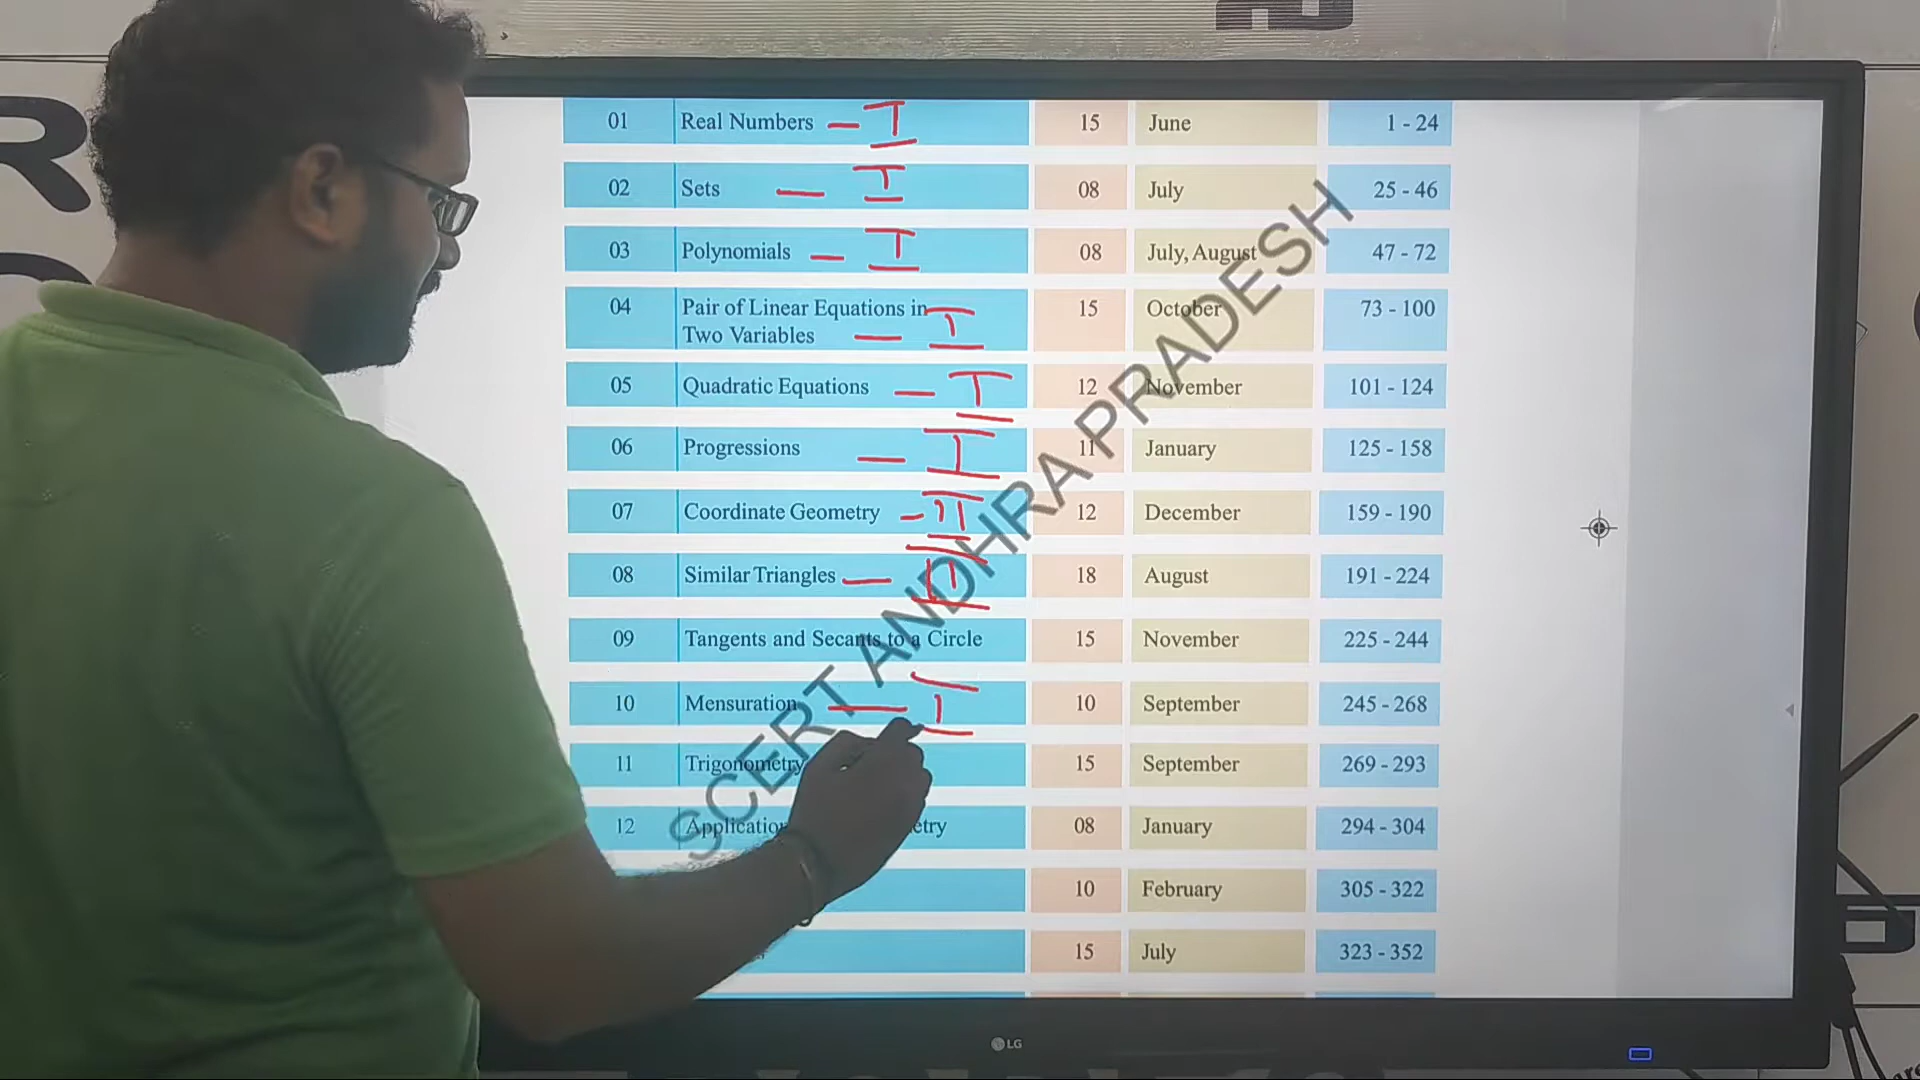 01 Real Numbers - I 15 June 1 - 24
02 Sets - I 08 July 25 - 46
03 Polynomials - I 08 July, August 47 - 72
04 Pair of Linear Equations in 15 October 73 - 100
Two Variables - I
05 Quadratic Equations - I 12 November 101 - 124
06 Progressions - I 11 January 125 - 158
07 Coordinate Geometry - II 12 December 159 - 190
08 Similar Triangles - II 18 August 191 - 224
09 Tangents and Secants to a Circle 15 November 225 - 244
10 Mensuration - I 10 September 245 - 268
11 Trigonometry 15 September 269 - 293
12 08 January 294 - 304
10 February 305 - 322
15 July 323 - 352
SCERT ANDHRA PRADESH
LG